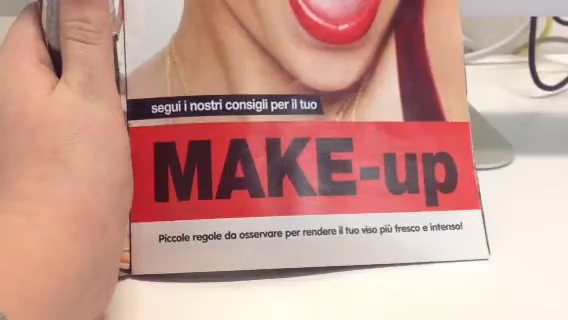 segui i nostri consigli per il tuo
MAKE-up
Piccole regole da osservare per rendere il tuo viso più fresco e intenso!